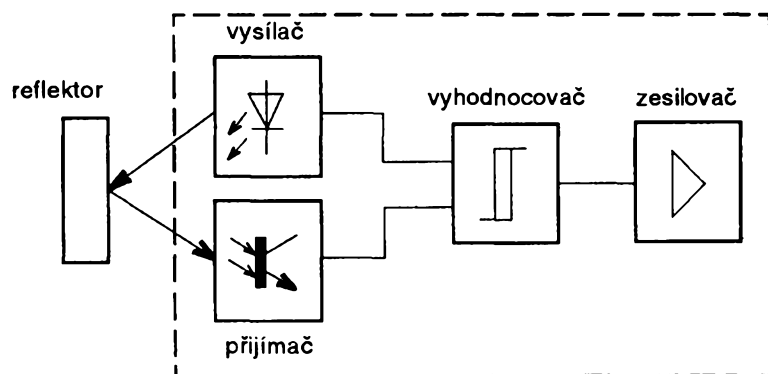 vysílač
reflektor
vyhodnocovač
zesilovač
přijímač